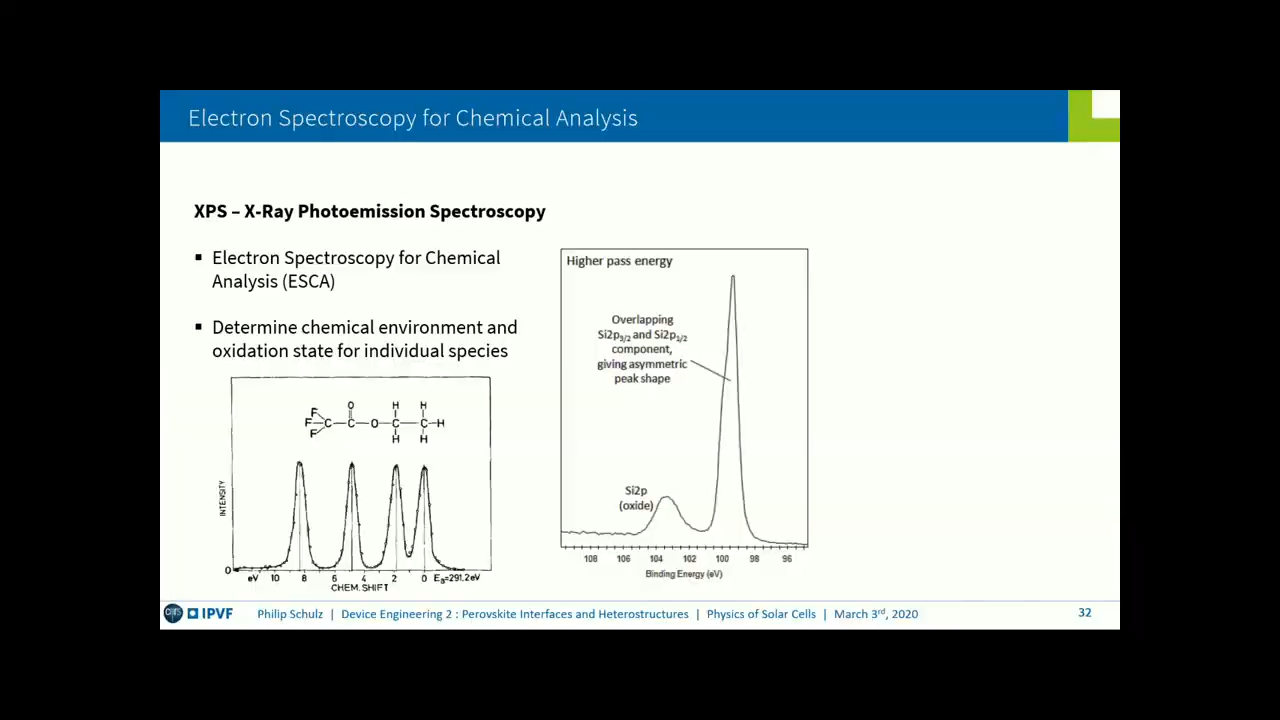 Electron Spectroscopy for Chemical Analysis
XPS – X-Ray Photoemission Spectroscopy
▪ Electron Spectroscopy for Chemical
Analysis (ESCA)
▪ Determine chemical environment and
oxidation state for individual species
F O H H
F C C O C C H
F H H
INTENSITY
0
eV 10 8 6 4 2 0 E_B=291.2eV
CHEM. SHIFT
Higher pass energy
Overlapping
Si2p3/2 and Si2p1/2
component,
giving asymmetric
peak shape
Si2p
(oxide)
108 106 104 102 100 98 96
Binding Energy (eV)
cnrs IPVF
Philip Schulz | Device Engineering 2 : Perovskite Interfaces and Heterostructures | Physics of Solar Cells | March 3rd, 2020
32